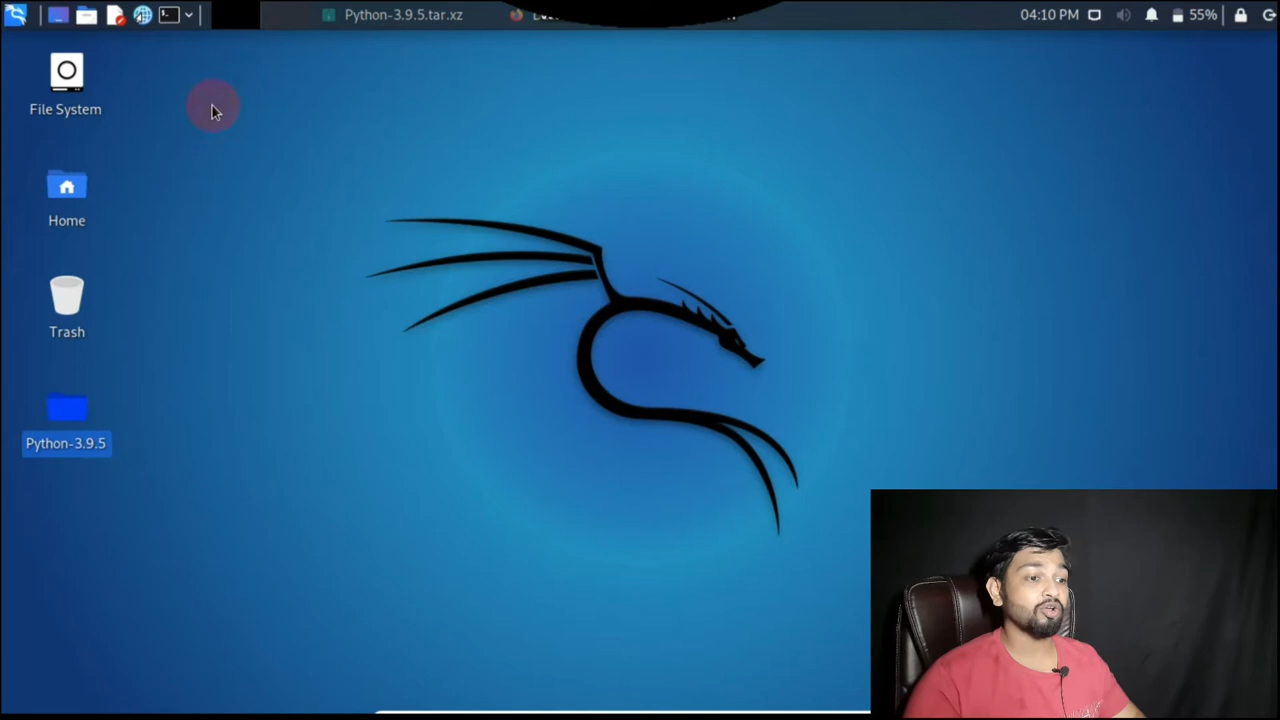 Python-3.9.5.tar.xz
04:10 PM
55%
File System
Home
Trash
Python-3.9.5